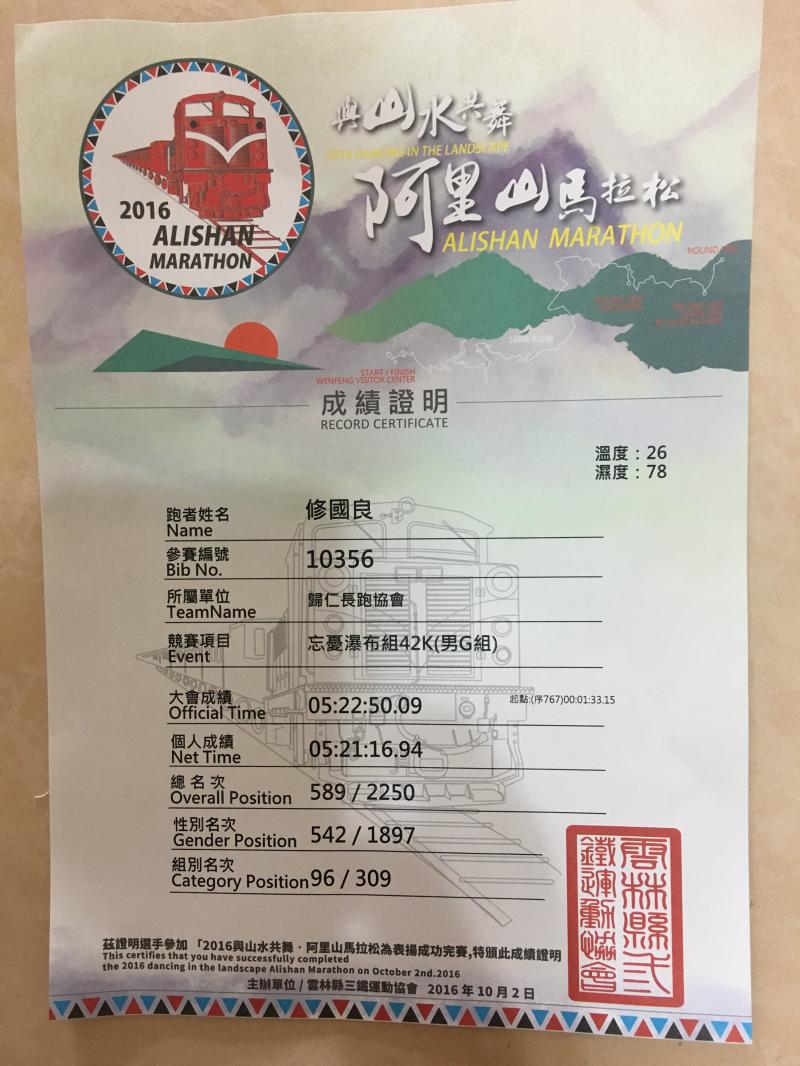 2016
ALISHAN
MARATHON
與山水共舞
2016 DANCING IN THE LANDSCAPE
阿里山馬拉松
ALISHAN MARATHON
ROUND
START / FINISH
WENFENG VISITOR CENTER
成績證明
RECORD CERTIFICATE
溫度：26
濕度：78
跑者姓名 修國良
Name
參賽編號 10356
Bib No.
所屬單位 歸仁長跑協會
TeamName
競賽項目 忘憂瀑布組42K(男G組)
Event
大會成績 05:22:50.09 起點:(序767)00:01:33.15
Official Time
個人成績 05:21:16.94
Net Time
總名次 589 / 2250
Overall Position
性別名次 542 / 1897
Gender Position
組別名次 96 / 309
Category Position
茲證明選手參加「2016與山水共舞．阿里山馬拉松為表揚成功完賽,特頒此成績證明
This certifies that you have successfully completed
the 2016 dancing in the landscape Alishan Marathon on October 2nd.2016
主辦單位/雲林縣三鐵運動協會 2016 年 10 月 2 日
雲林縣三
鐵運動協會